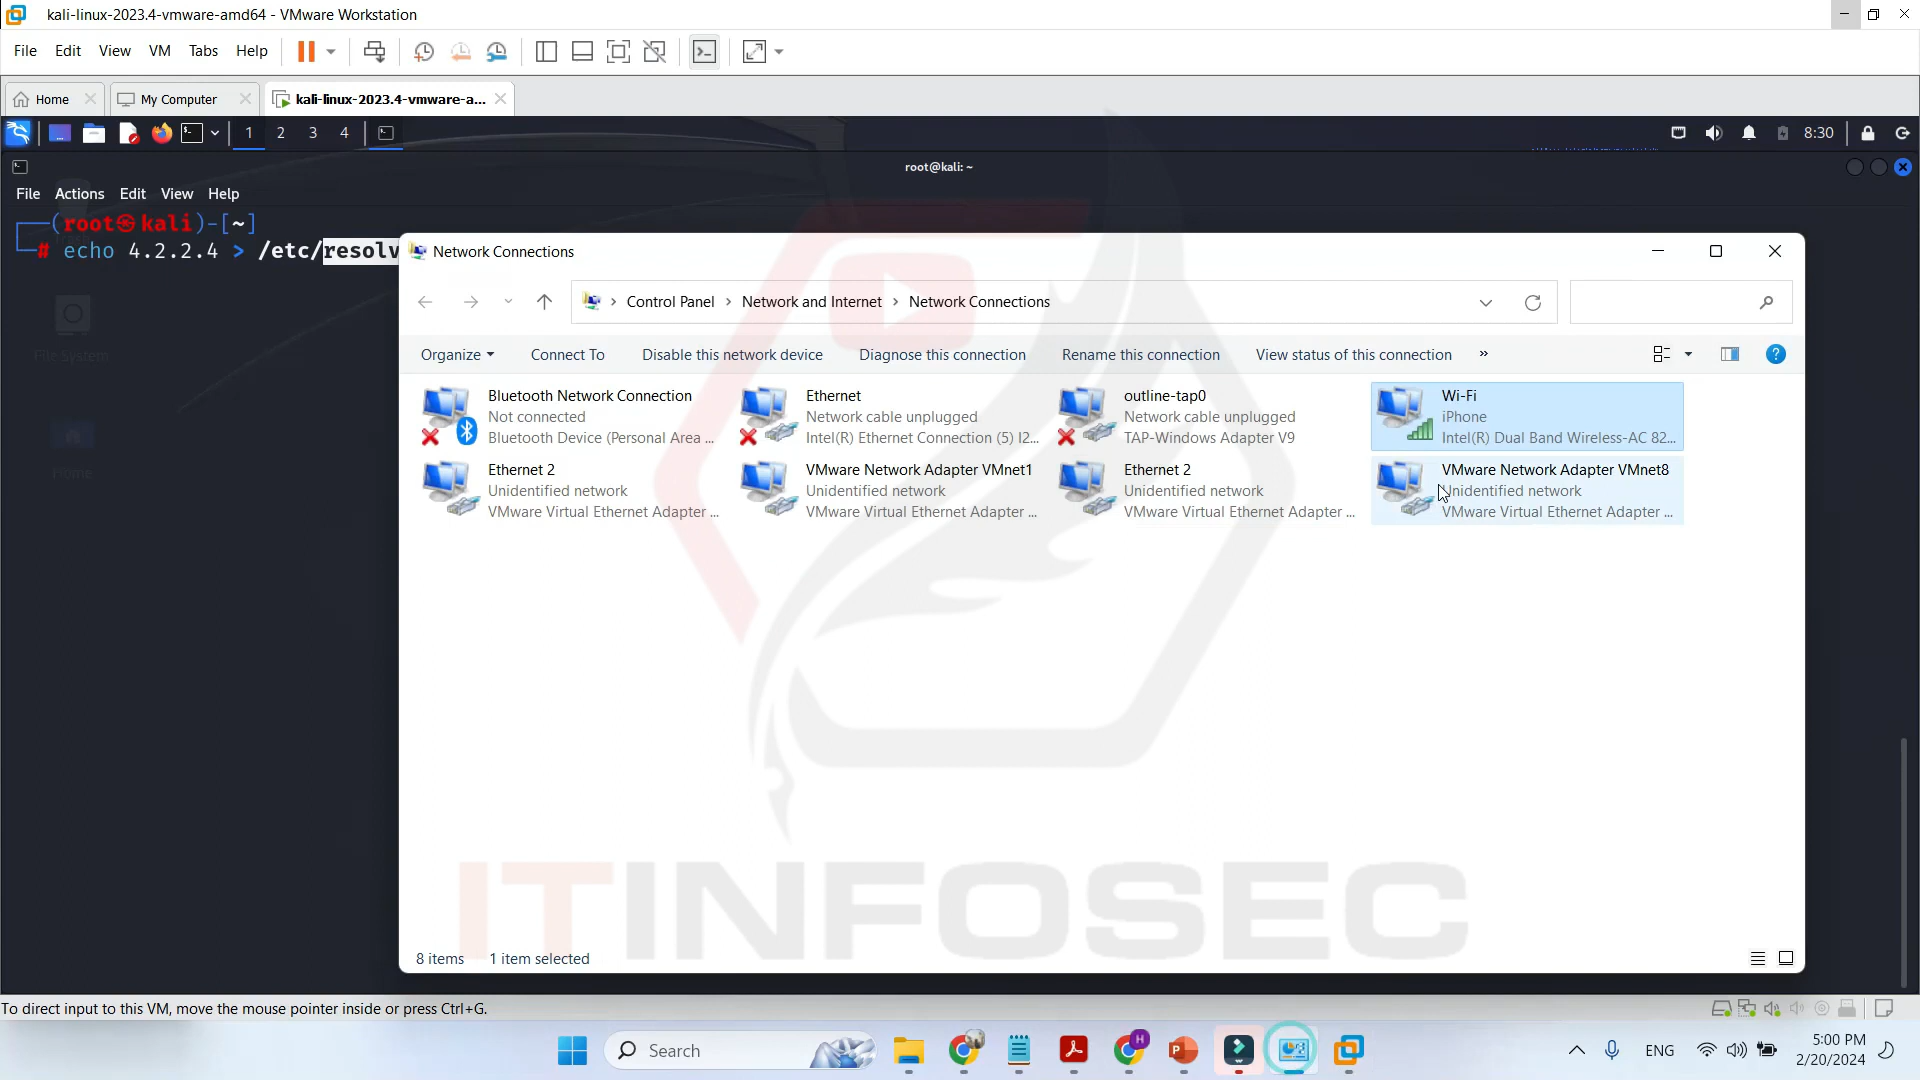 kali-linux-2023.4-vmware-amd64 - VMware Workstation
File Edit View VM Tabs Help
Home My Computer kali-linux-2023.4-vmware-a...
1 2 3 4 8:30
root@kali: ~
File Actions Edit View Help
(root㉿kali)-[~]
# echo 4.2.2.4 > /etc/resolv
File System
Home
Network Connections
Control Panel > Network and Internet > Network Connections
Organize Connect To Disable this network device Diagnose this connection Rename this connection View status of this connection »
Bluetooth Network Connection
Not connected
Bluetooth Device (Personal Area ...
Ethernet
Network cable unplugged
Intel(R) Ethernet Connection (5) I2...
outline-tap0
Network cable unplugged
TAP-Windows Adapter V9
Wi-Fi
iPhone
Intel(R) Dual Band Wireless-AC 82...
Ethernet 2
Unidentified network
VMware Virtual Ethernet Adapter ...
VMware Network Adapter VMnet1
Unidentified network
VMware Virtual Ethernet Adapter ...
Ethernet 2
Unidentified network
VMware Virtual Ethernet Adapter ...
VMware Network Adapter VMnet8
Unidentified network
VMware Virtual Ethernet Adapter ...
ITINFOSEC
8 items 1 item selected
To direct input to this VM, move the mouse pointer inside or press Ctrl+G.
Search
ENG
5:00 PM
2/20/2024